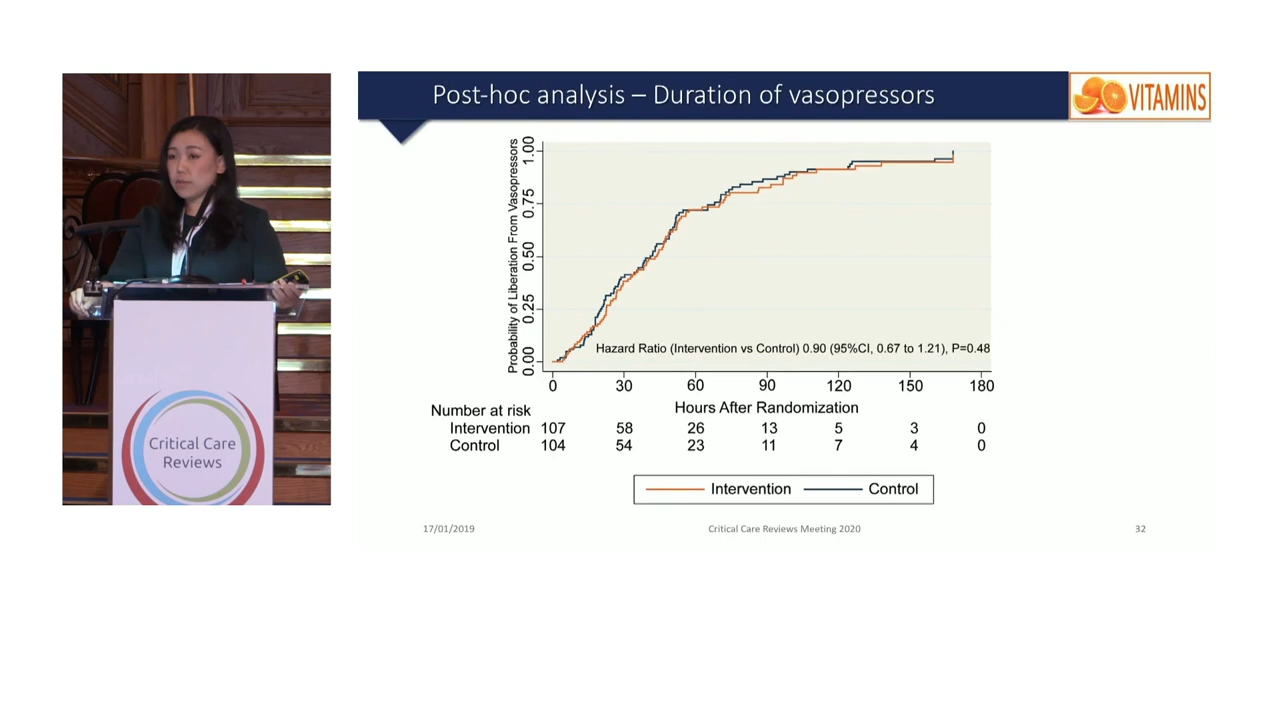 Post-hoc analysis – Duration of vasopressors
VITAMINS
Probability of Liberation From Vasopressors
1.00
0.75
0.50
0.25
0.00
Hazard Ratio (Intervention vs Control) 0.90 (95%CI, 0.67 to 1.21), P=0.48
0 30 60 90 120 150 180
Hours After Randomization
Number at risk
Intervention 107 58 26 13 5 3 0
Control 104 54 23 11 7 4 0
Intervention Control
17/01/2019 Critical Care Reviews Meeting 2020 32
Critical Care
Reviews